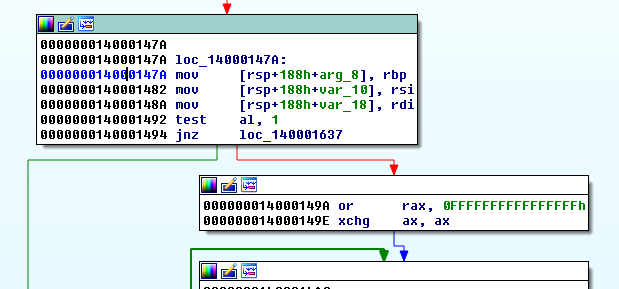 000000014000147A
000000014000147A loc_14000147A:
000000014000147A mov [rsp+188h+arg_8], rbp
0000000140001482 mov [rsp+188h+var_10], rsi
000000014000148A mov [rsp+188h+var_18], rdi
0000000140001492 test al, 1
0000000140001494 jnz loc_140001637
000000014000149A or rax, 0FFFFFFFFFFFFFFFFh
000000014000149E xchg ax, ax